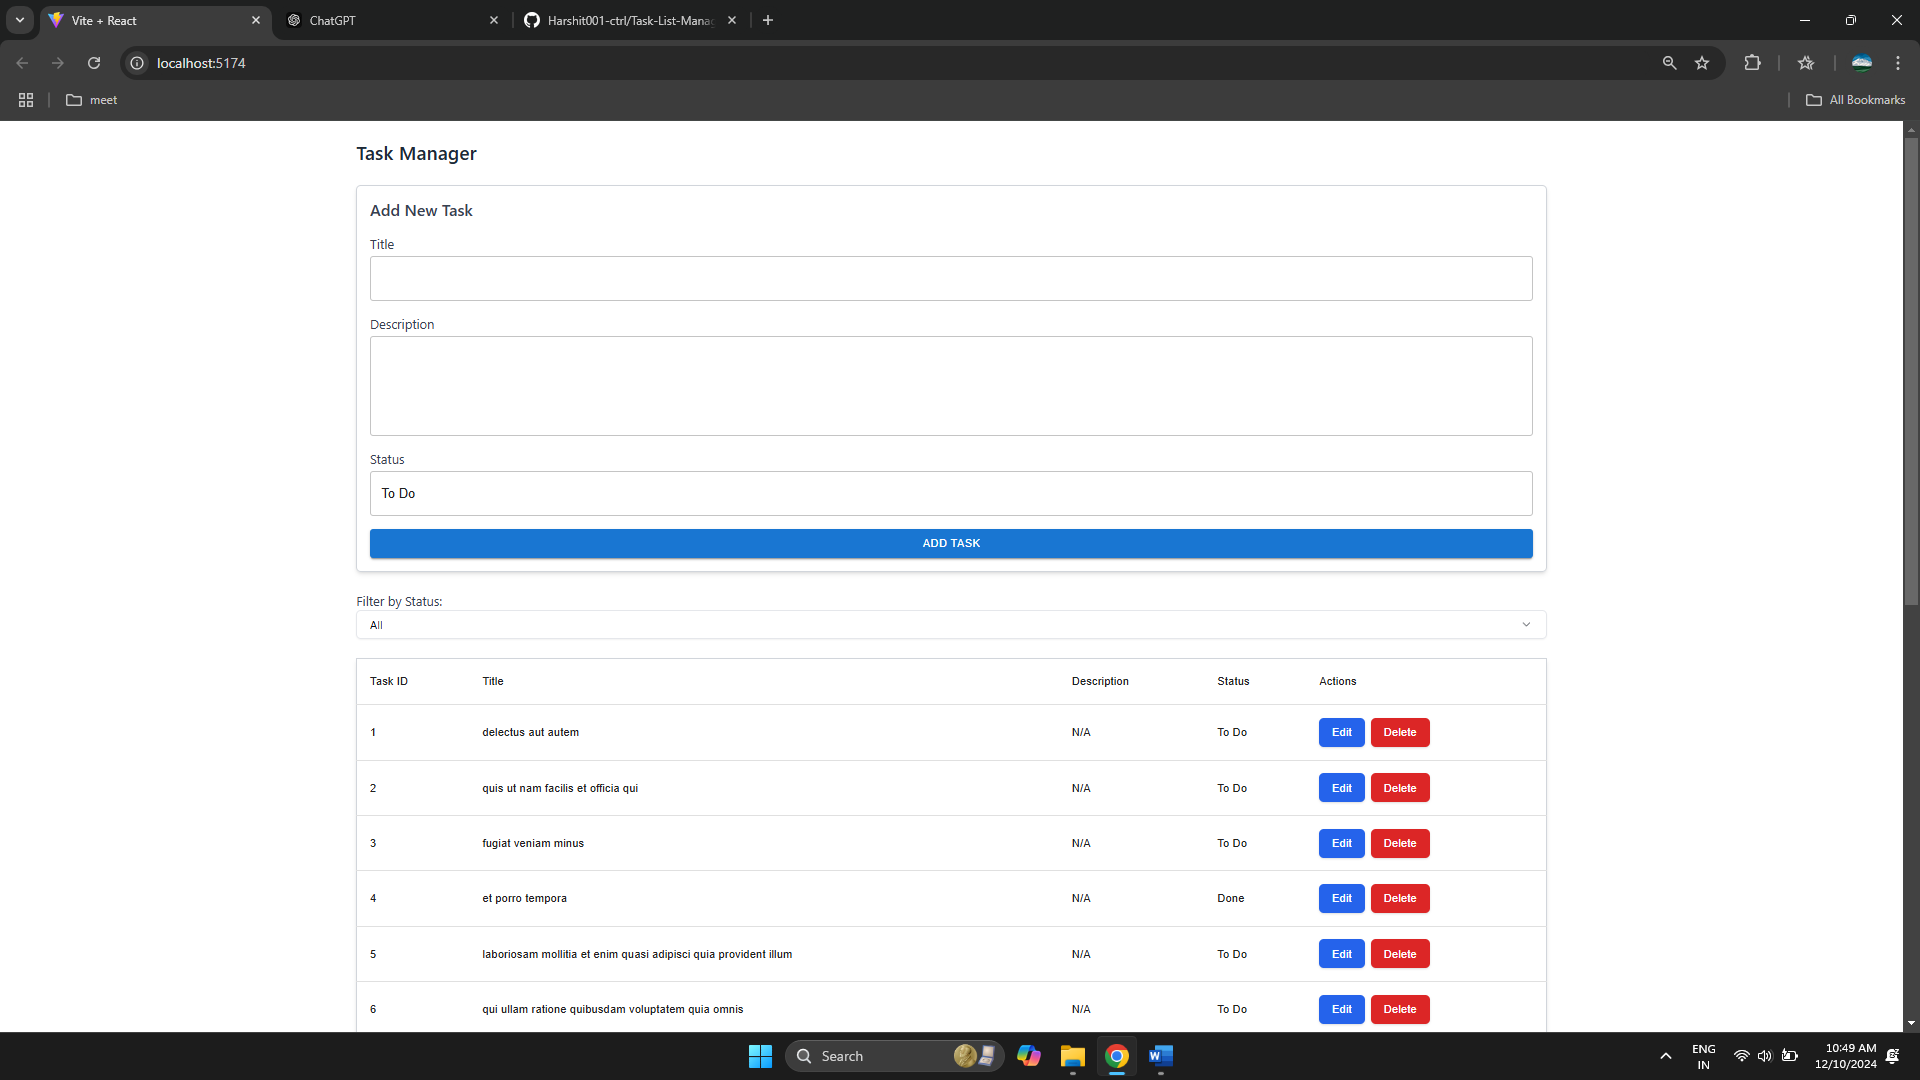 Vite + React
ChatGPT
Harshit001-ctrl/Task-List-Mana
localhost:5174
meet
All Bookmarks
Task Manager
Add New Task
Title
Description
Status
To Do
ADD TASK
Filter by Status:
All
Task ID Title Description Status Actions
1 delectus aut autem N/A To Do Edit Delete
2 quis ut nam facilis et officia qui N/A To Do Edit Delete
3 fugiat veniam minus N/A To Do Edit Delete
4 et porro tempora N/A Done Edit Delete
5 laboriosam mollitia et enim quasi adipisci quia provident illum N/A To Do Edit Delete
6 qui ullam ratione quibusdam voluptatem quia omnis N/A To Do Edit Delete
Search
ENG
IN
10:49 AM
12/10/2024